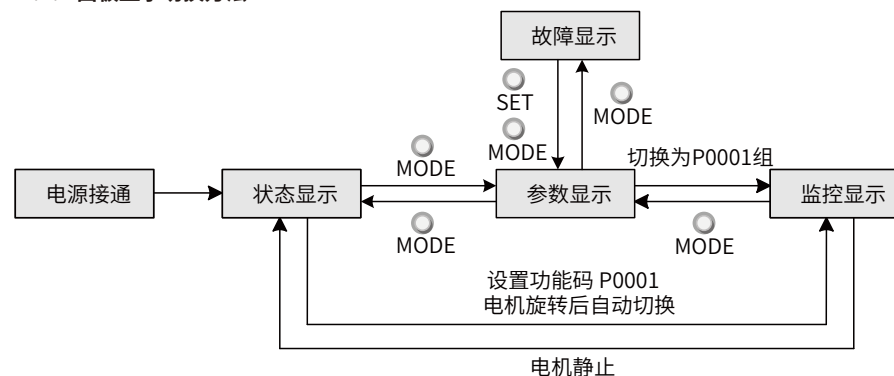 故障显示
SET
MODE
MODE
切换为P0001组
MODE
电源接通
状态显示
参数显示
监控显示
MODE
MODE
设置功能码 P0001
电机旋转后自动切换
电机静止